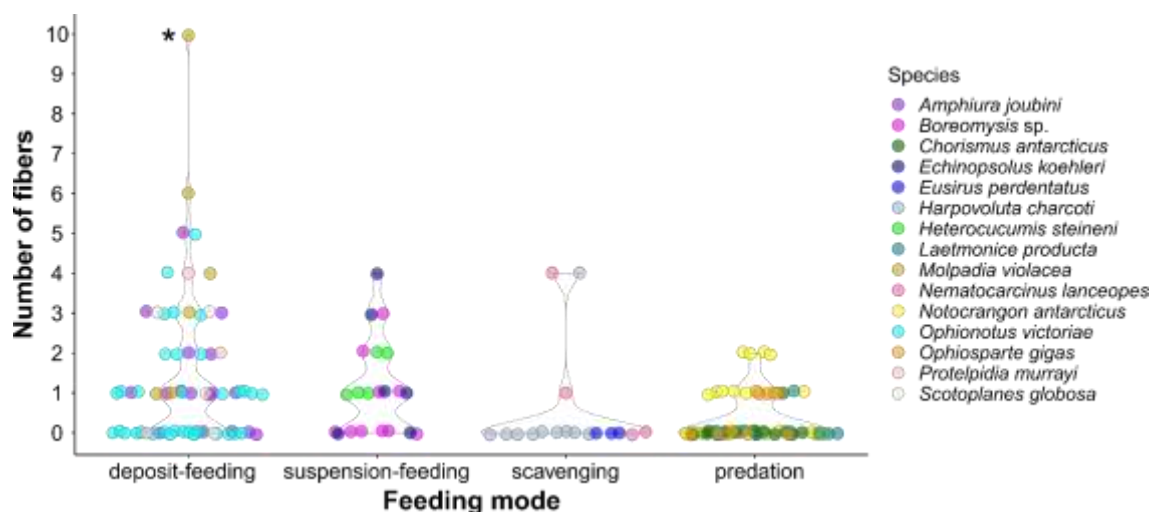 Number of fibers
10
9
8
7
6
5
4
3
2
1
0
*
deposit-feeding suspension-feeding scavenging predation
Feeding mode
Species
Amphiura joubini
Boreomysis sp.
Chorismus antarcticus
Echinopsolus koehleri
Eusirus perdentatus
Harpovoluta charcoti
Heterocucumis steineni
Laetmonice producta
Molpadia violacea
Nematocarcinus lanceopes
Notocrangon antarcticus
Ophionotus victoriae
Ophiosparte gigas
Protelpidia murrayi
Scotoplanes globosa